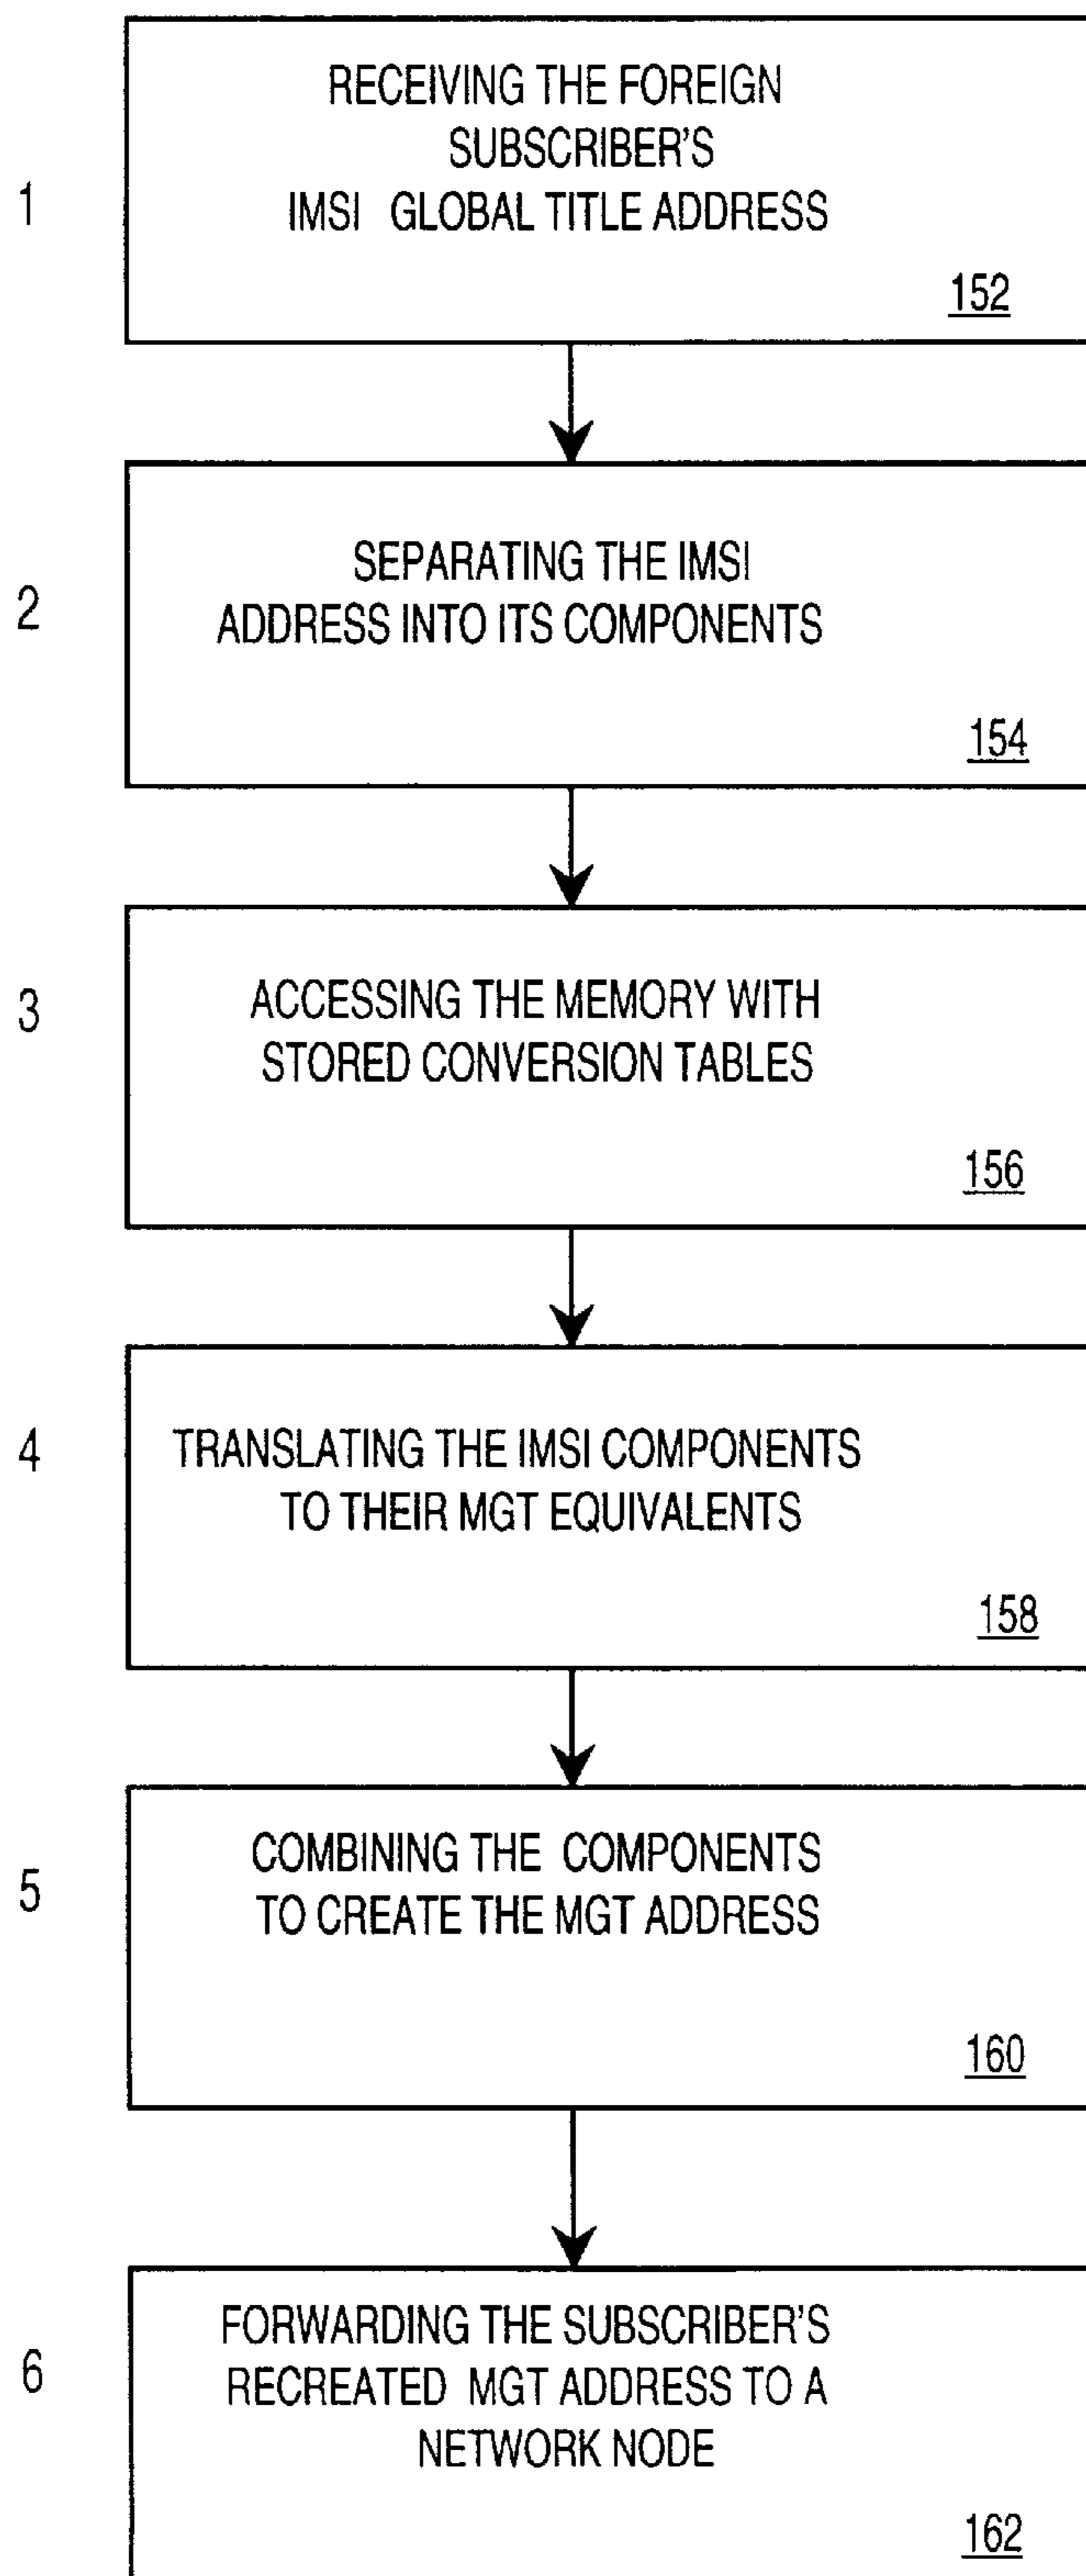 RECEIVING THE FOREIGN
SUBSCRIBER'S
1
IMSI GLOBAL TITLE ADDRESS
152
SEPARATING THE IMSI
2
ADDRESS INTO ITS COMPONENTS
154
ACCESSING THE MEMORY WITH
3
STORED CONVERSION TABLES
156
4
TRANSLATING THE IMSI COMPONENTS
TO THEIR MGT EQUIVALENTS
158
COMBINING THE COMPONENTS
5
TO CREATE THE MGT ADDRESS
160
FORWARDING THE SUBSCRIBER'S
6
RECREATED MGT ADDRESS TO A
NETWORK NODE
162